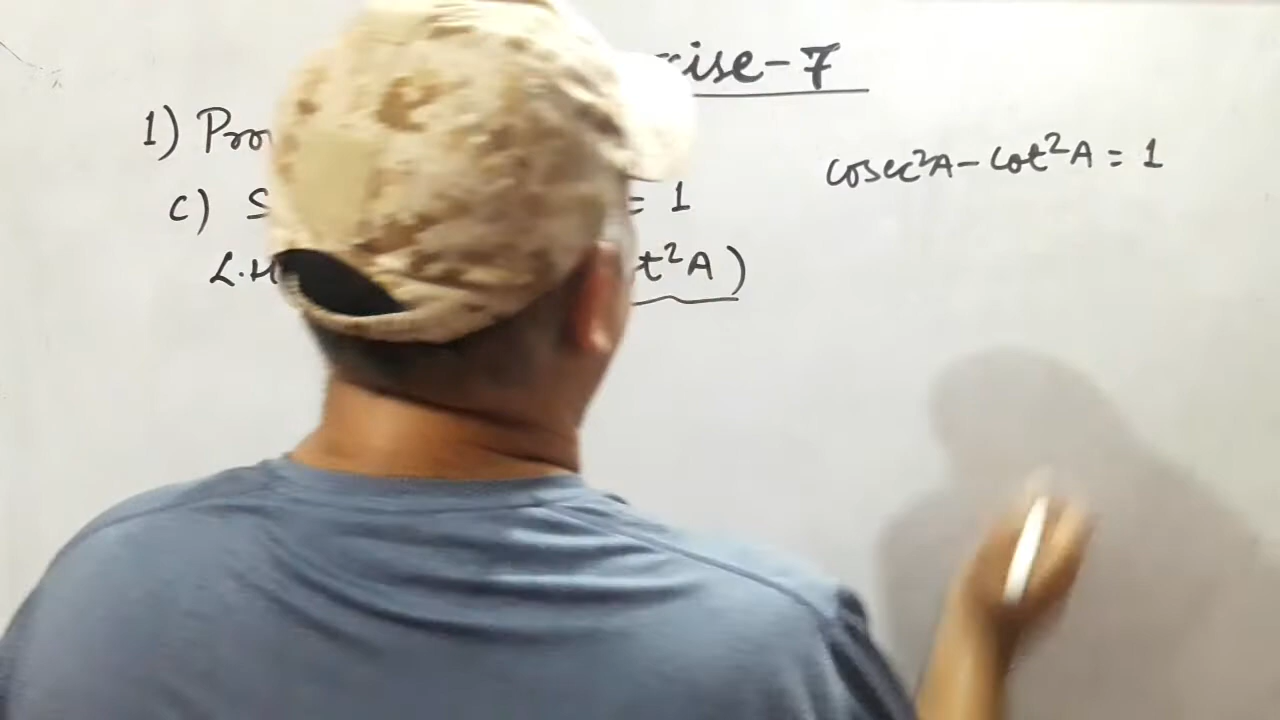 cise-7
1) Pro
cosec²A - cot²A = 1
c) S = 1
L.H t²A )